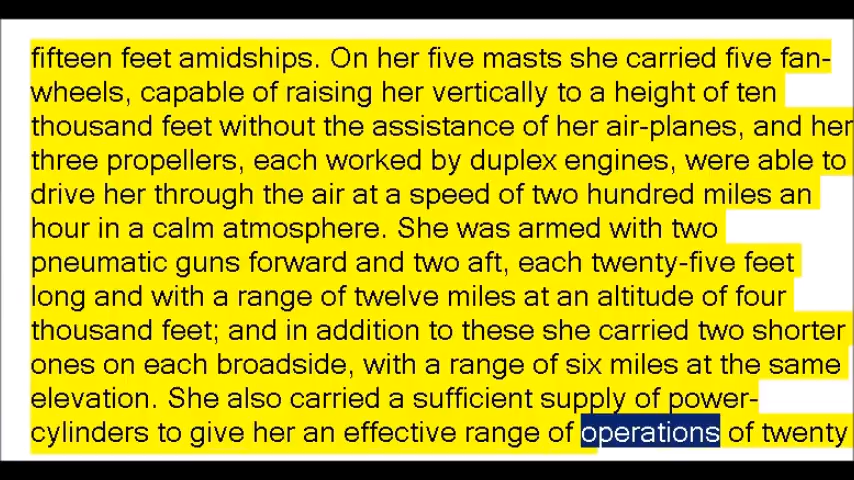 fifteen feet amidships. On her five masts she carried five fan-
wheels, capable of raising her vertically to a height of ten
thousand feet without the assistance of her air-planes, and her
three propellers, each worked by duplex engines, were able to
drive her through the air at a speed of two hundred miles an
hour in a calm atmosphere. She was armed with two
pneumatic guns forward and two aft, each twenty-five feet
long and with a range of twelve miles at an altitude of four
thousand feet; and in addition to these she carried two shorter
ones on each broadside, with a range of six miles at the same
elevation. She also carried a sufficient supply of power-
cylinders to give her an effective range of operations of twenty